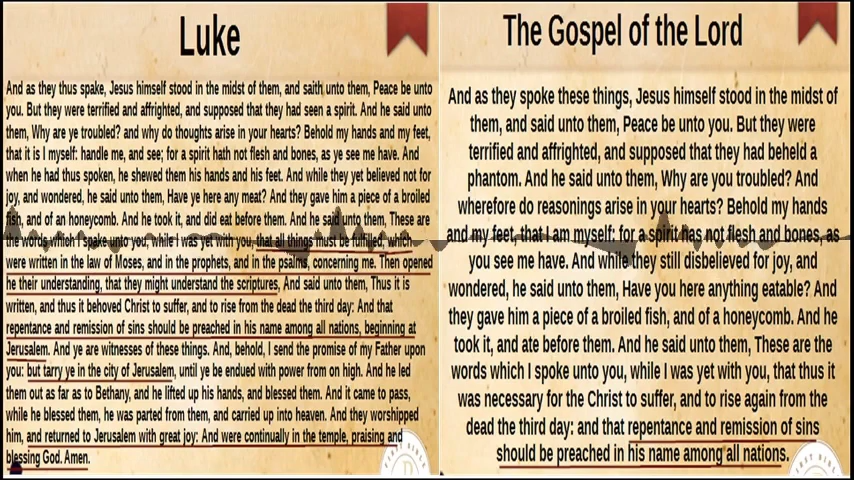 Luke
And as they thus spake, Jesus himself stood in the midst of them, and saith unto them, Peace be unto
you. But they were terrified and affrighted, and supposed that they had seen a spirit. And he said unto
them, Why are ye troubled? and why do thoughts arise in your hearts? Behold my hands and my feet,
that it is I myself: handle me, and see; for a spirit hath not flesh and bones, as ye see me have. And
when he had thus spoken, he shewed them his hands and his feet. And while they yet believed not for
joy, and wondered, he said unto them, Have ye here any meat? And they gave him a piece of a broiled
fish, and of an honeycomb. And he took it, and did eat before them. And he said unto them, These are
the words which I spake unto you, while I was yet with you, that all things must be fulfilled, which
were written in the law of Moses, and in the prophets, and in the psalms, concerning me. Then opened
he their understanding, that they might understand the scriptures, And said unto them, Thus it is
written, and thus it behoved Christ to suffer, and to rise from the dead the third day: And that
repentance and remission of sins should be preached in his name among all nations, beginning at
Jerusalem. And ye are witnesses of these things. And, behold, I send the promise of my Father upon
you: but tarry ye in the city of Jerusalem, until ye be endued with power from on high. And he led
them out as far as to Bethany, and he lifted up his hands, and blessed them. And it came to pass,
while he blessed them, he was parted from them, and carried up into heaven. And they worshipped
him, and returned to Jerusalem with great joy: And were continually in the temple, praising and
blessing God. Amen.
The Gospel of the Lord
And as they spoke these things, Jesus himself stood in the midst of
them, and said unto them, Peace be unto you. But they were
terrified and affrighted, and supposed that they had beheld a
phantom. And he said unto them, Why are you troubled? And
wherefore do reasonings arise in your hearts? Behold my hands
and my feet, that I am myself: for a spirit has not flesh and bones, as
you see me have. And while they still disbelieved for joy, and
wondered, he said unto them, Have you here anything eatable? And
they gave him a piece of a broiled fish, and of a honeycomb. And he
took it, and ate before them. And he said unto them, These are the
words which I spoke unto you, while I was yet with you, that thus it
was necessary for the Christ to suffer, and to rise again from the
dead the third day: and that repentance and remission of sins
should be preached in his name among all nations.